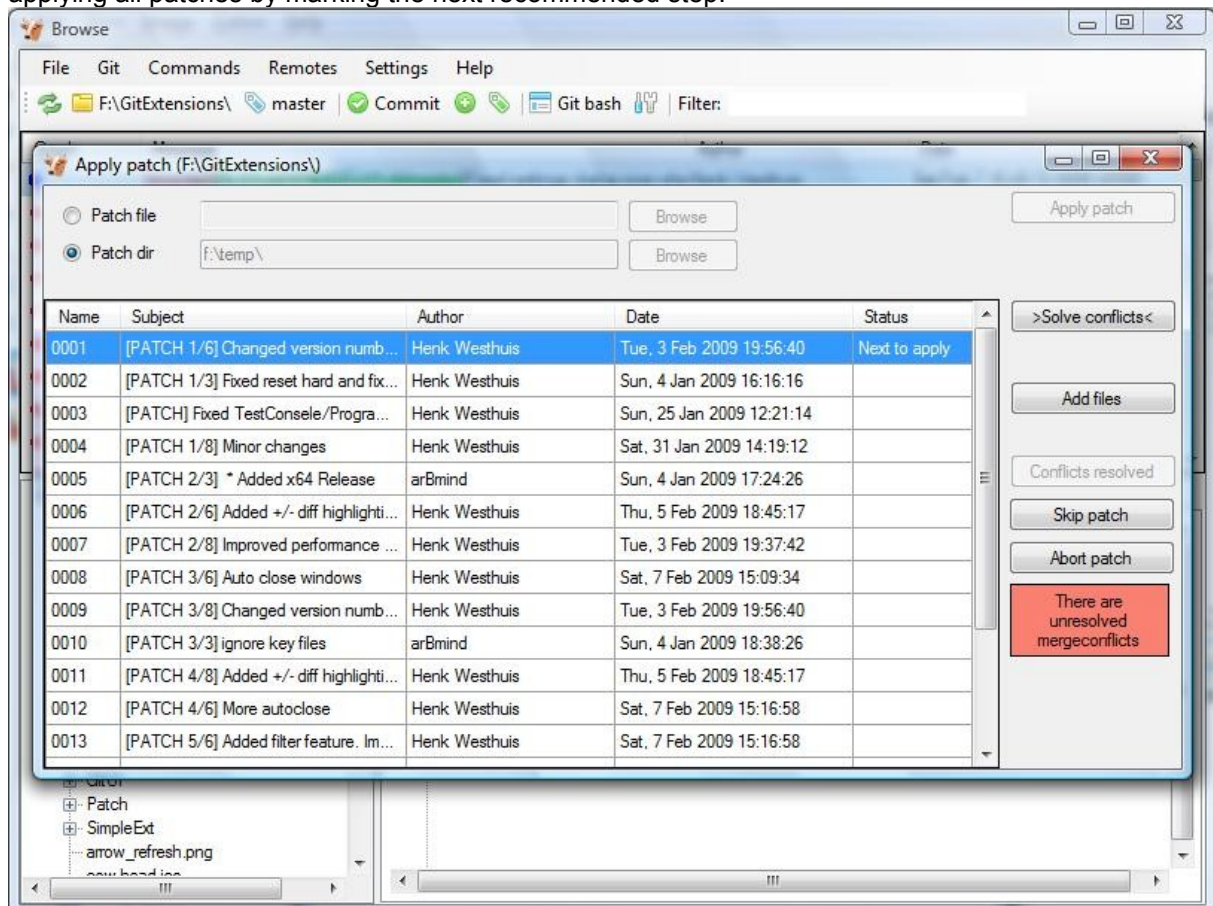 applying all patches by marking the next recommended step.
Browse
File Git Commands Remotes Settings Help
F:\GitExtensions\ master Commit Git bash Filter:
Apply patch (F:\GitExtensions\)
Patch file Browse Apply patch
Patch dir f:\temp\ Browse
Name Subject Author Date Status >Solve conflicts<
0001 [PATCH 1/6] Changed version numb... Henk Westhuis Tue, 3 Feb 2009 19:56:40 Next to apply
0002 [PATCH 1/3] Fixed reset hard and fix... Henk Westhuis Sun, 4 Jan 2009 16:16:16
0003 [PATCH] Fixed TestConsele/Progra... Henk Westhuis Sun, 25 Jan 2009 12:21:14 Add files
0004 [PATCH 1/8] Minor changes Henk Westhuis Sat, 31 Jan 2009 14:19:12
0005 [PATCH 2/3] * Added x64 Release arBmind Sun, 4 Jan 2009 17:24:26 Conflicts resolved
0006 [PATCH 2/6] Added +/- diff highlighti... Henk Westhuis Thu, 5 Feb 2009 18:45:17 Skip patch
0007 [PATCH 2/8] Improved performance ... Henk Westhuis Tue, 3 Feb 2009 19:37:42
0008 [PATCH 3/6] Auto close windows Henk Westhuis Sat, 7 Feb 2009 15:09:34 Abort patch
0009 [PATCH 3/8] Changed version numb... Henk Westhuis Tue, 3 Feb 2009 19:56:40 There are
0010 [PATCH 3/3] ignore key files arBmind Sun, 4 Jan 2009 18:38:26 unresolved
mergeconflicts
0011 [PATCH 4/8] Added +/- diff highlighti... Henk Westhuis Thu, 5 Feb 2009 18:45:17
0012 [PATCH 4/6] More autoclose Henk Westhuis Sat, 7 Feb 2009 15:16:58
0013 [PATCH 5/6] Added filter feature. Im... Henk Westhuis Sat, 7 Feb 2009 15:16:58
Patch
SimpleExt
arrow_refresh.png